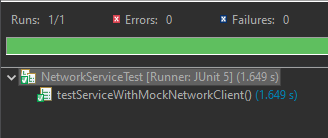 Runs: 1/1 Errors: 0 Failures: 0
NetworkServiceTest [Runner: JUnit 5] (1.649 s)
testServiceWithMockNetworkClient() (1.649 s)